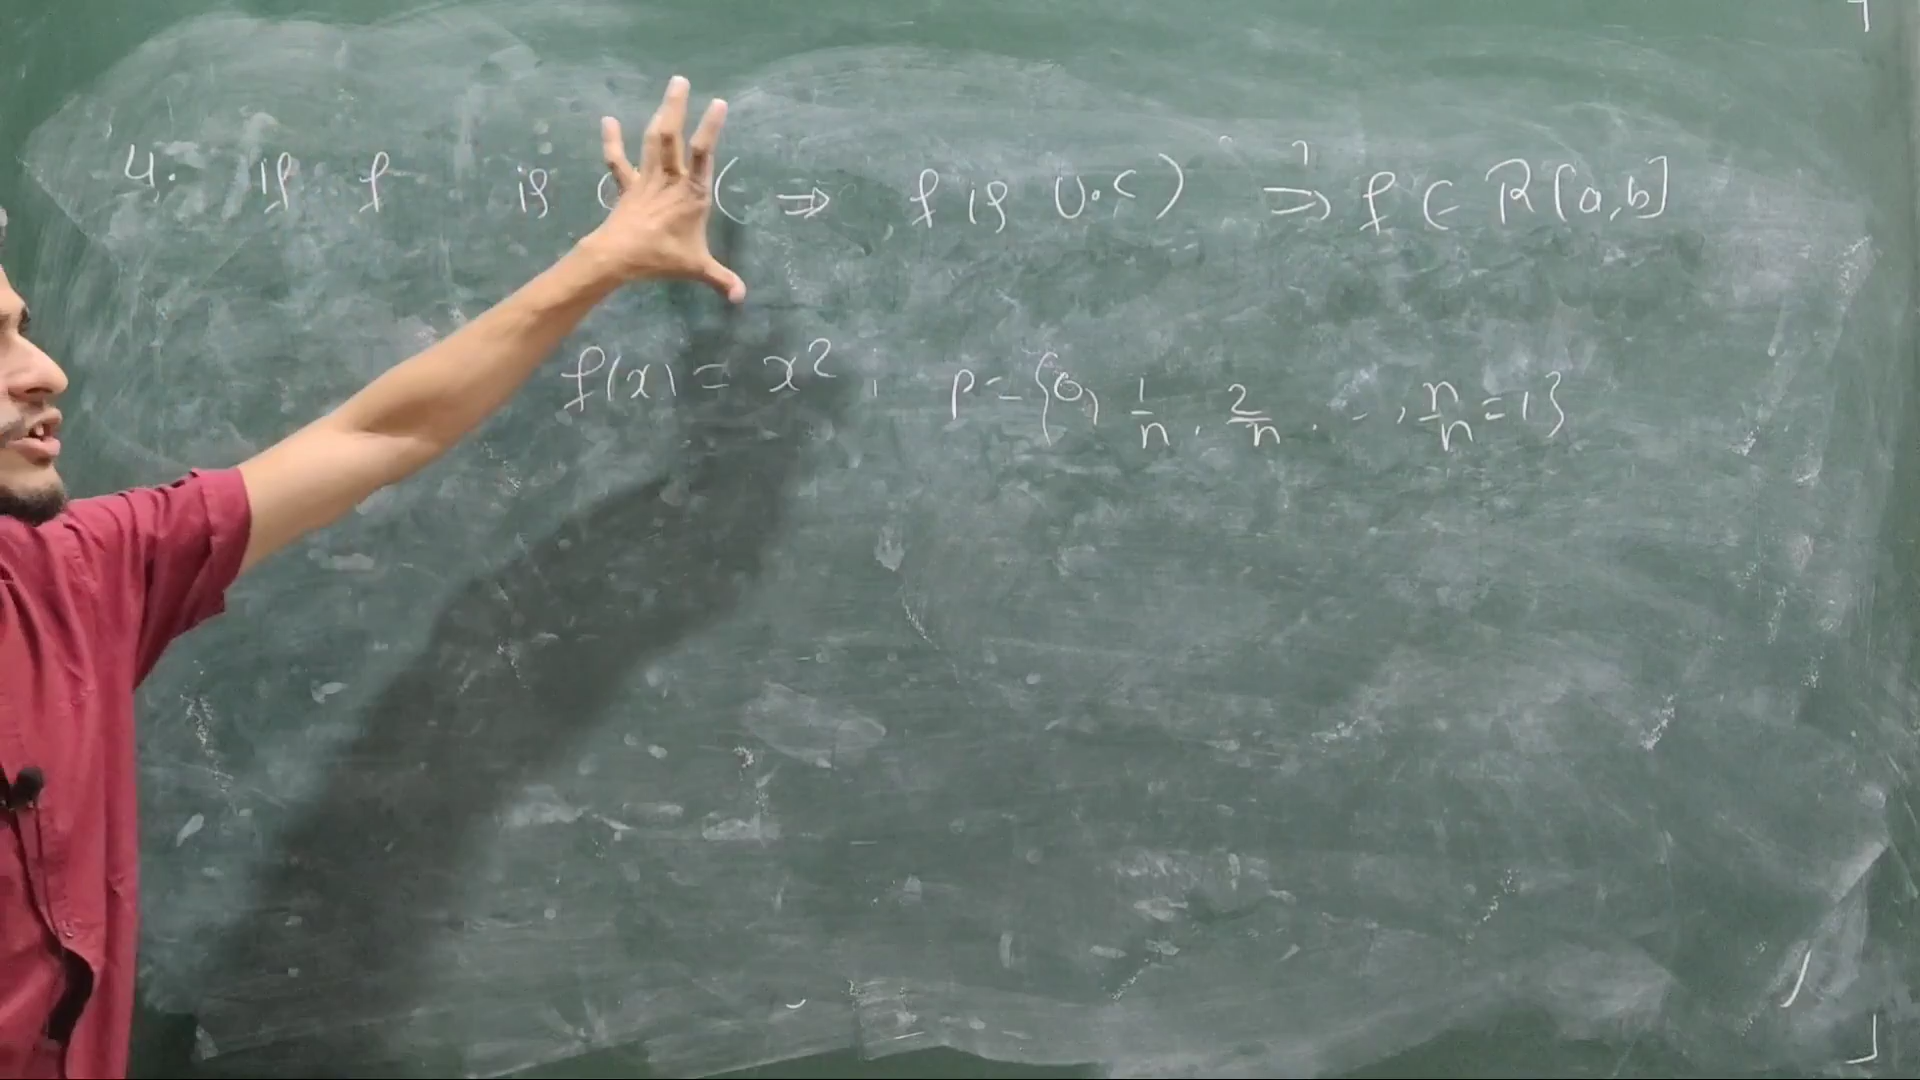 4. If f is ( ⇒ f is U.C) ⇒? f ∈ R[a,b]
f(x) = x², P = {0, 1/n, 2/n, ..., n/n = 1}